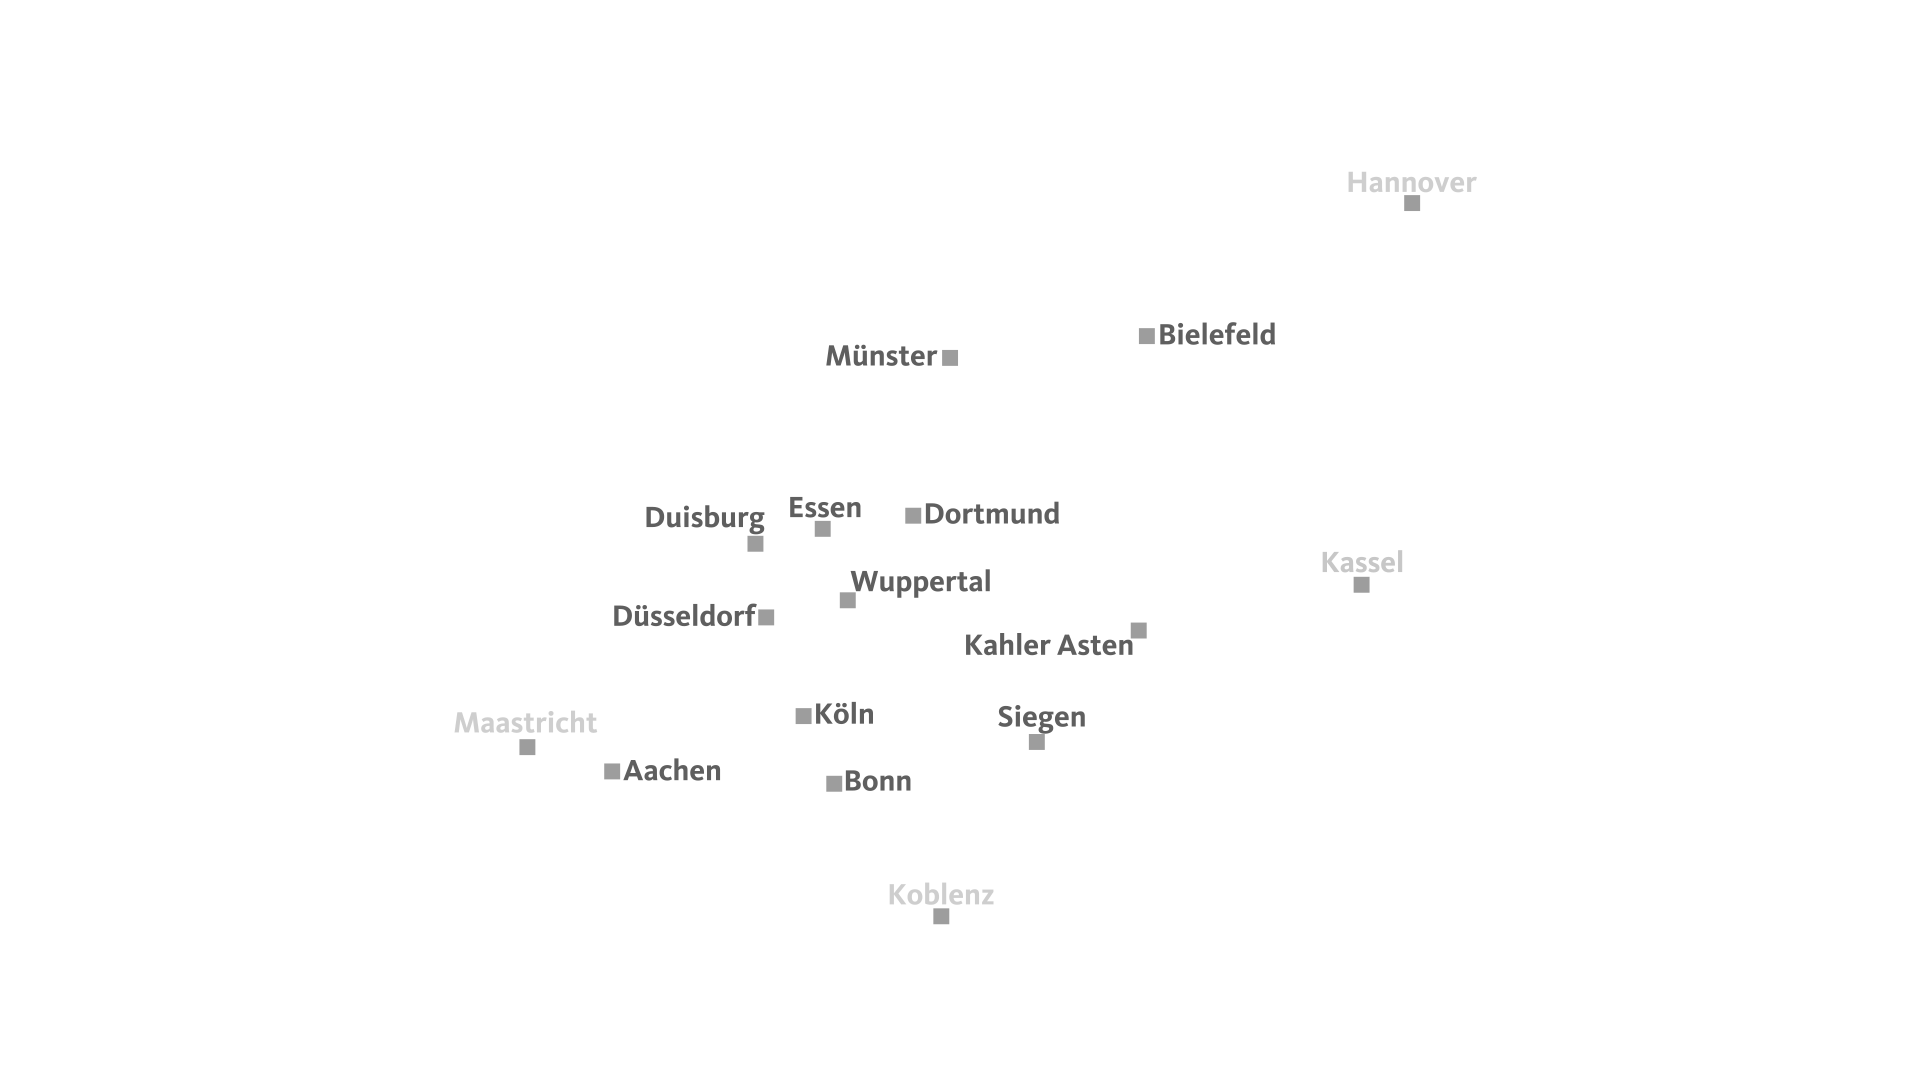 Hannover
Bielefeld
Münster
Essen
Dortmund
Duisburg
Kassel
Wuppertal
Düsseldorf
Kahler Asten
Köln
Siegen
Maastricht
Aachen
Bonn
Koblenz